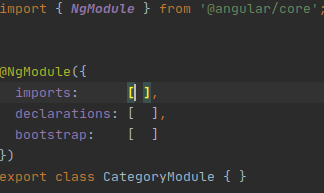 import { NgModule } from '@angular/core';
@NgModule({
imports:      [ ],
declarations: [  ],
bootstrap:    [  ]
})
export class CategoryModule { }